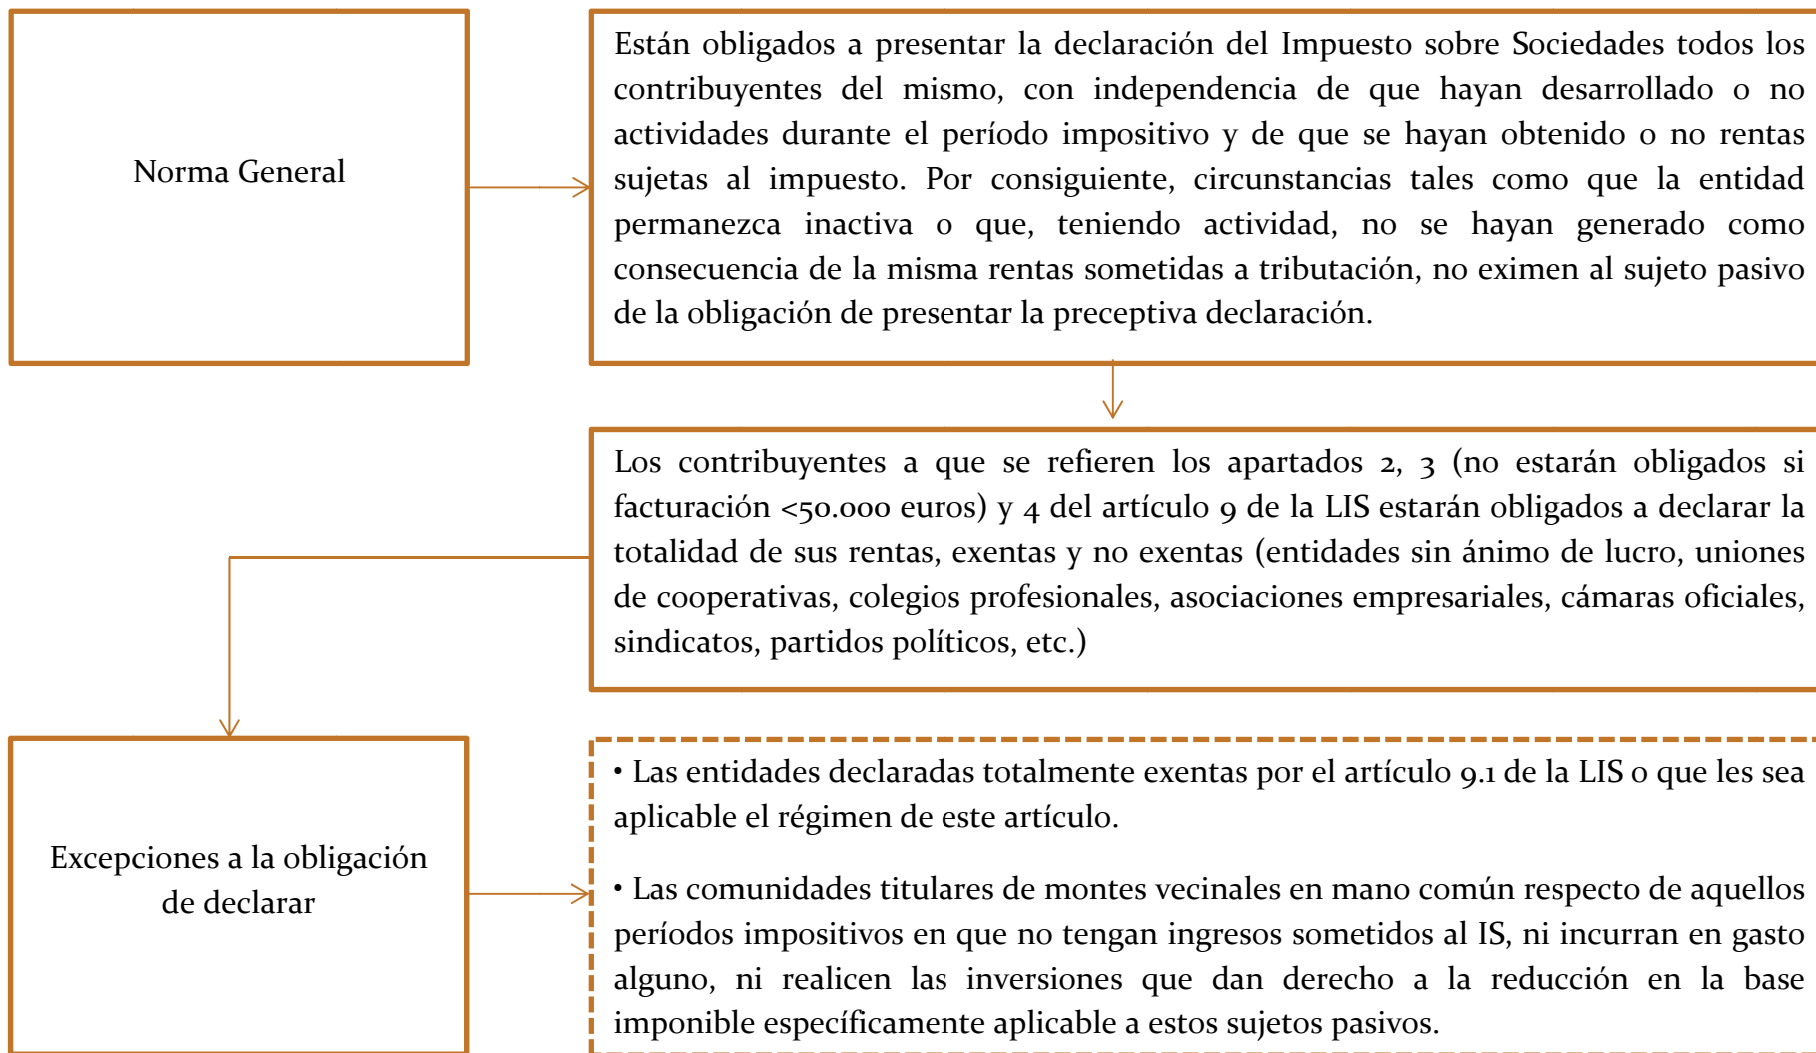 Norma General
Están obligados a presentar la declaración del Impuesto sobre Sociedades todos los
contribuyentes del mismo, con independencia de que hayan desarrollado o no
actividades durante el período impositivo y de que se hayan obtenido o no rentas
sujetas al impuesto. Por consiguiente, circunstancias tales como que la entidad
permanezca inactiva o que, teniendo actividad, no se hayan generado como
consecuencia de la misma rentas sometidas a tributación, no eximen al sujeto pasivo
de la obligación de presentar la preceptiva declaración.
Los contribuyentes a que se refieren los apartados 2, 3 (no estarán obligados si
facturación <50.000 euros) y 4 del artículo 9 de la LIS estarán obligados a declarar la
totalidad de sus rentas, exentas y no exentas (entidades sin ánimo de lucro, uniones
de cooperativas, colegios profesionales, asociaciones empresariales, cámaras oficiales,
sindicatos, partidos políticos, etc.)
Excepciones a la obligación
de declarar
• Las entidades declaradas totalmente exentas por el artículo 9.1 de la LIS o que les sea
aplicable el régimen de este artículo.
• Las comunidades titulares de montes vecinales en mano común respecto de aquellos
períodos impositivos en que no tengan ingresos sometidos al IS, ni incurran en gasto
alguno, ni realicen las inversiones que dan derecho a la reducción en la base
imponible específicamente aplicable a estos sujetos pasivos.